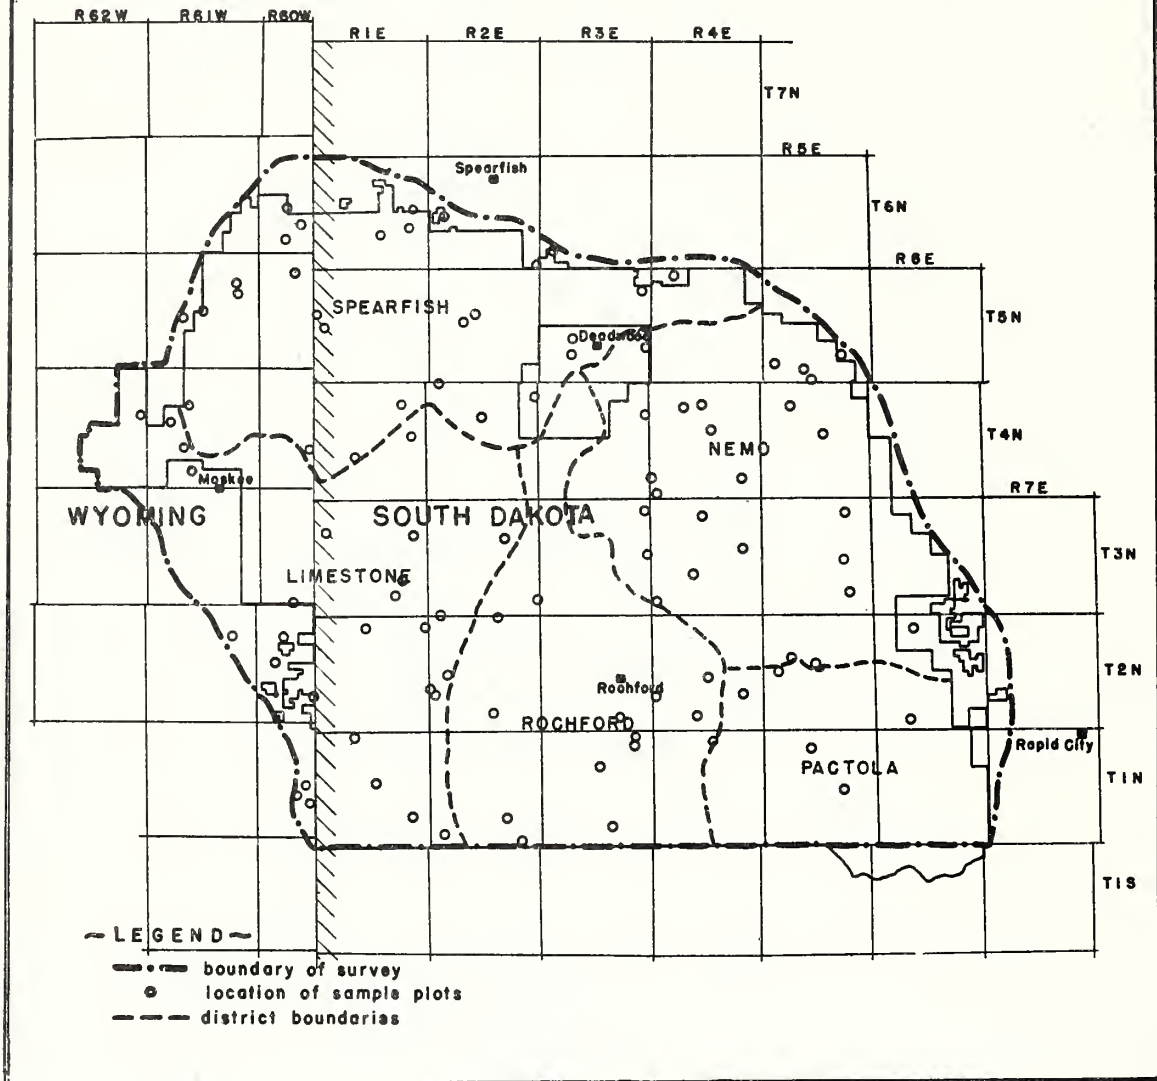 R62W R61W R60W
R1E R2E R3E R4E
T7N
R5E
Spearfish
T6N
R6E
SPEARFISH
T5N
Deadwood
T4N
NEMO
Moskee
R7E
WYOMING SOUTH DAKOTA
T3N
LIMESTONE
T2N
Rochford
ROCHFORD
Rapid City
PACTOLA
T1N
T1S
~LEGEND~
boundary of survey
location of sample plots
district boundaries